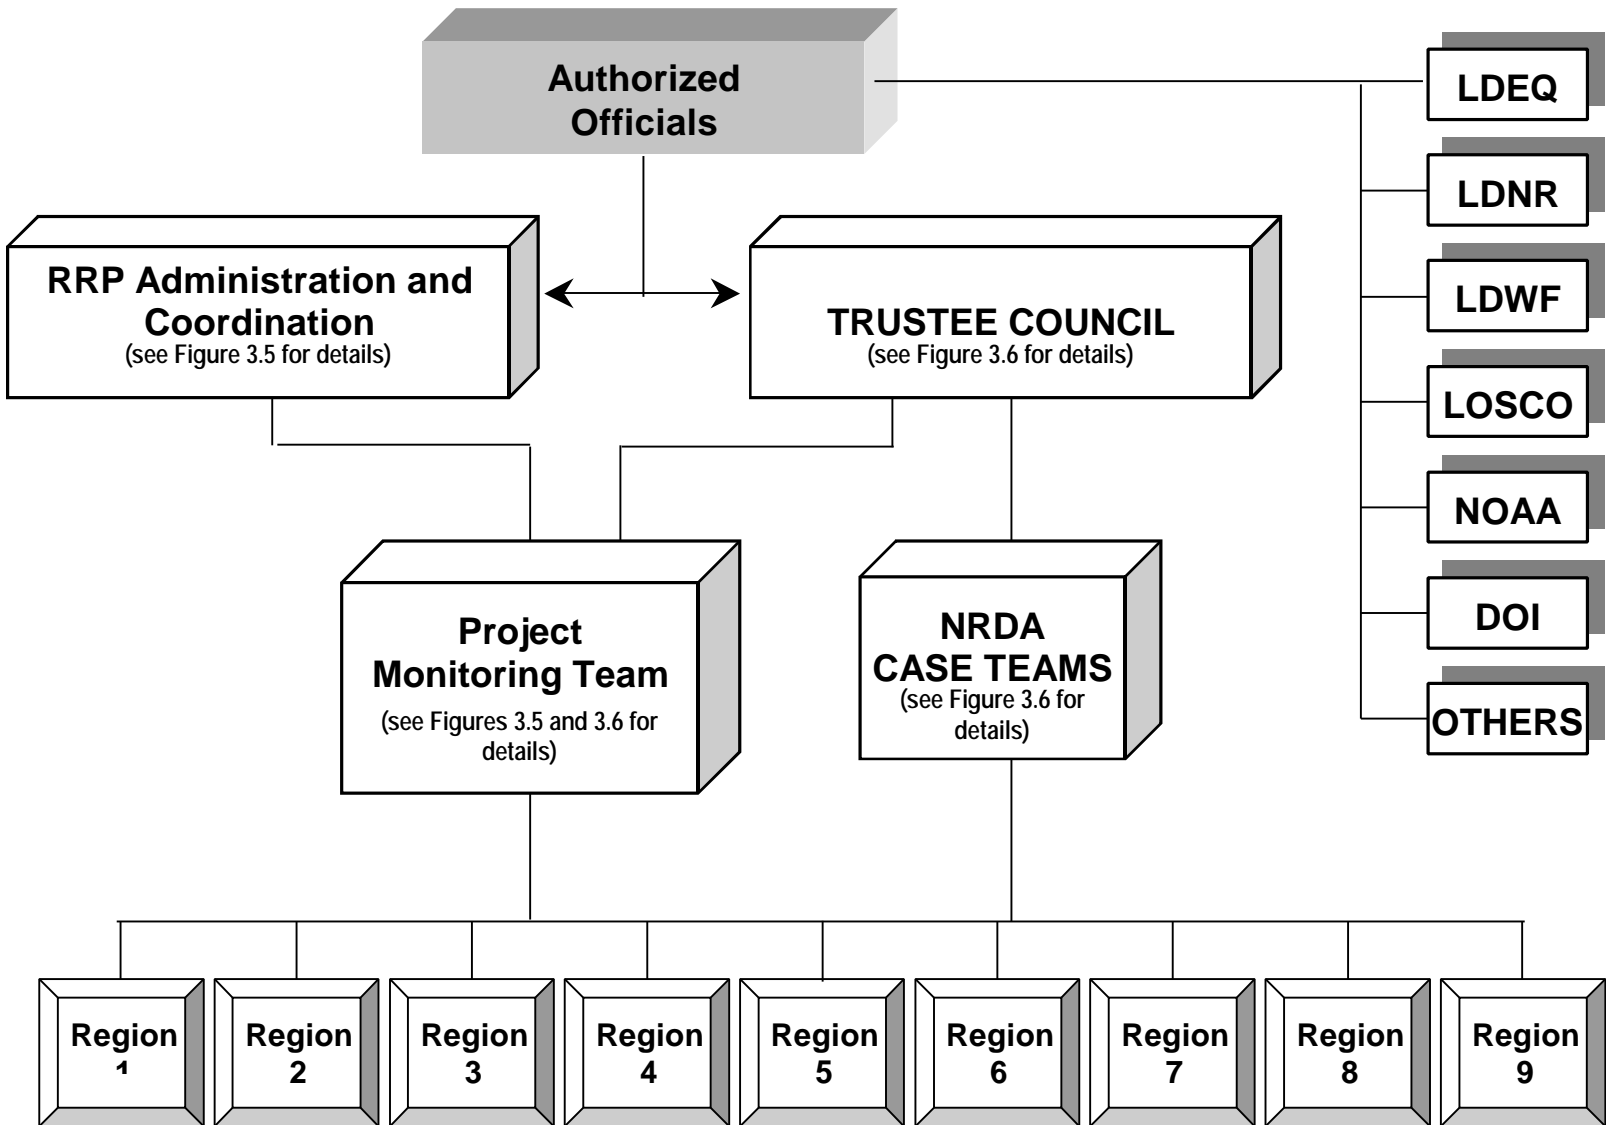 Authorized
Officials
LDEQ
LDNR
LDWF
LOSCO
NOAA
DOI
OTHERS
RRP Administration and
Coordination
(see Figure 3.5 for details)
TRUSTEE COUNCIL
(see Figure 3.6 for details)
Project
Monitoring Team
(see Figures 3.5 and 3.6 for
details)
NRDA
CASE TEAMS
(see Figure 3.6 for
details)
Region
1
Region
2
Region
3
Region
4
Region
5
Region
6
Region
7
Region
8
Region
9